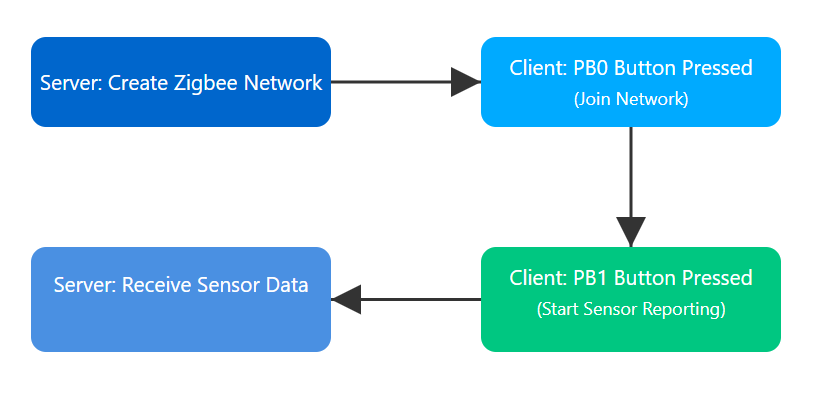 Server: Create Zigbee Network
Client: PB0 Button Pressed
(Join Network)
Client: PB1 Button Pressed
(Start Sensor Reporting)
Server: Receive Sensor Data